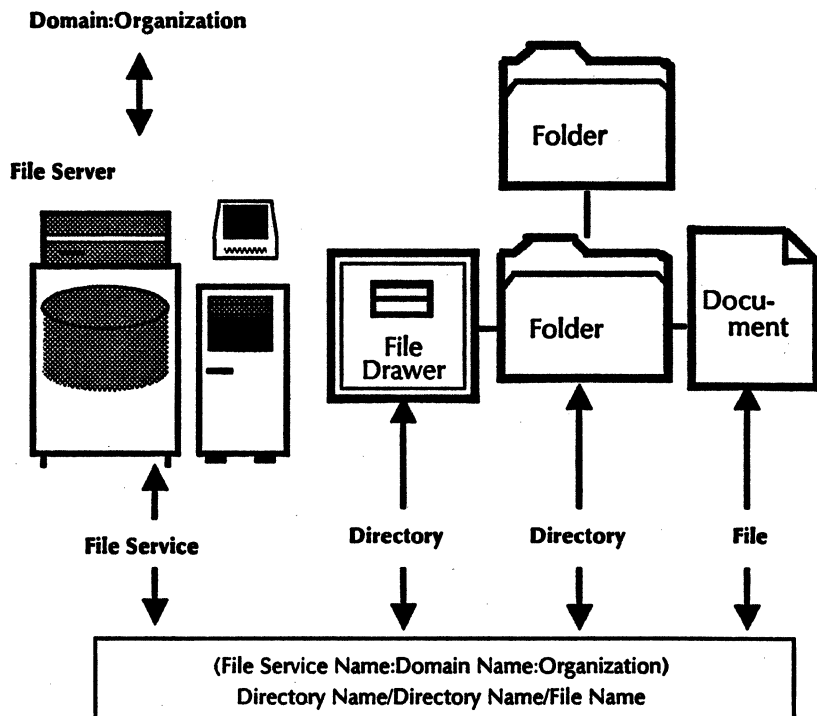 Domain:Organization
File Server
Folder
File
Drawer
Folder
Docu-
ment
File Service
Directory
Directory
File
(File Service Name:Domain Name:Organization)
Directory Name/Directory Name/File Name